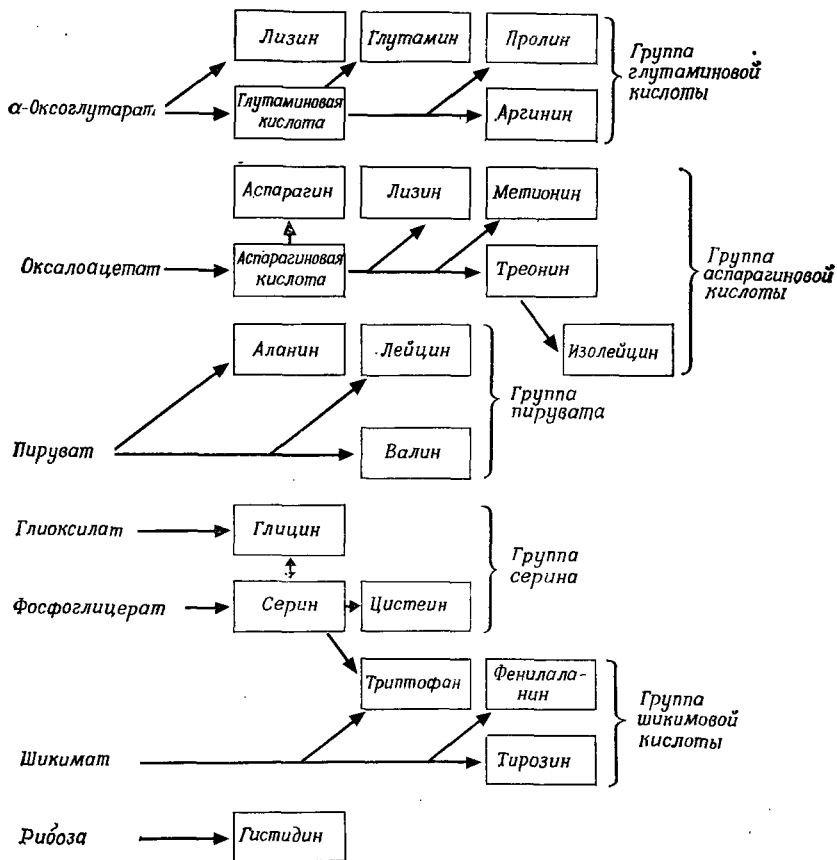 Лизин
Глутамин
Пролин
Группа
глутаминовой
кислоты
α-Оксоглутарат
Глутаминовая
кислота
Аргинин
Аспарагин
Лизин
Метионин
Оксалоацетат
Аспарагиновая
кислота
Треонин
Группа
аспарагиновой
кислоты
Изолейцин
Аланин
Лейцин
Группа
пирувата
Пируват
Валин
Глиоксилат
Глицин
Группа
серина
Фосфоглицерат
Серин
Цистеин
Триптофан
Фенилала-
нин
Группа
шикимовой
кислоты
Шикимат
Тирозин
Рибоза
Гистидин